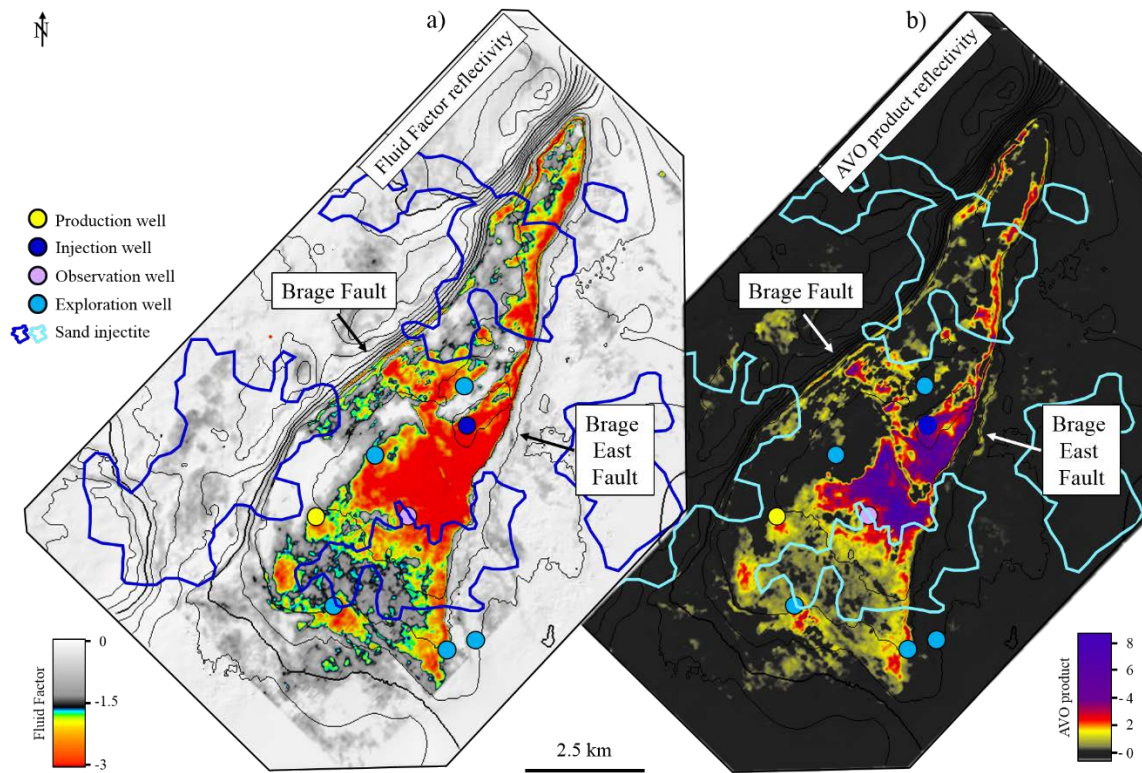 N
a)
b)
Fluid Factor reflectivity
AVO product reflectivity
Production well
Injection well
Observation well
Exploration well
Sand injectite
Brage Fault
Brage
East
Fault
Brage Fault
Brage
East
Fault
Fluid Factor
0
-1.5
-3
2.5 km
AVO product
8
6
4
2
0